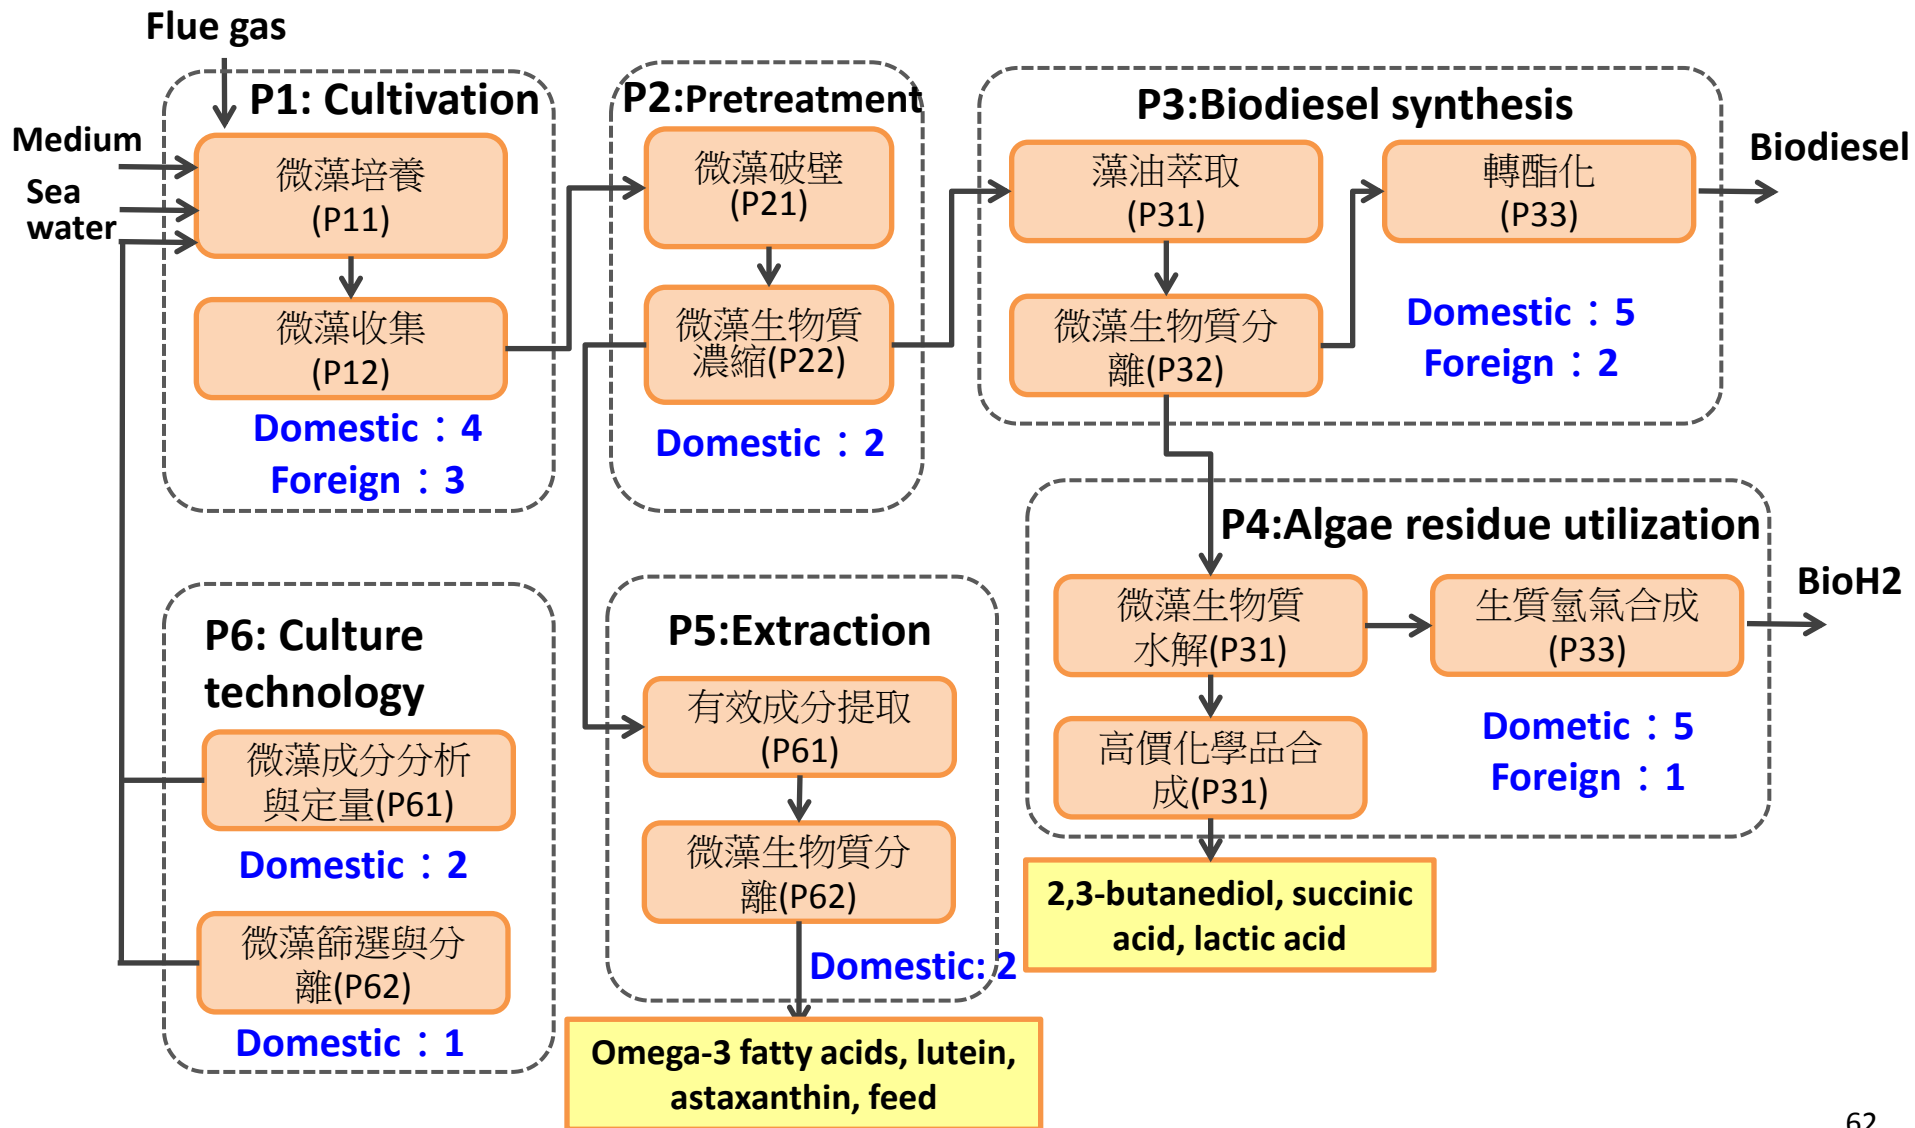 Flue gas
Medium
Sea
water
P1: Cultivation
微藻培養
(P11)
微藻收集
(P12)
Domestic：4
Foreign：3
P2:Pretreatment
微藻破壁
(P21)
微藻生物質
濃縮(P22)
Domestic：2
P3:Biodiesel synthesis
藻油萃取
(P31)
微藻生物質分
離(P32)
轉酯化
(P33)
Domestic：5
Foreign：2
Biodiesel
P4:Algae residue utilization
微藻生物質
水解(P31)
生質氫氣合成
(P33)
高價化學品合
成(P31)
Dometic：5
Foreign：1
BioH2
2,3-butanediol, succinic
acid, lactic acid
P5:Extraction
有效成分提取
(P61)
微藻生物質分
離(P62)
Domestic: 2
Omega-3 fatty acids, lutein,
astaxanthin, feed
P6: Culture
technology
微藻成分分析
與定量(P61)
Domestic：2
微藻篩選與分
離(P62)
Domestic：1
62